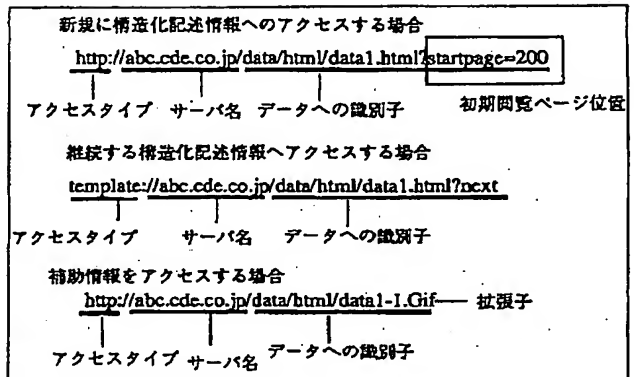 新規に構造化記述情報へのアクセスする場合
http://abc.cde.co.jp/data/html/data1.html?startpage=200
アクセスタイプ サーバ名 データへの識別子 初期閲覧ページ位置
継続する構造化記述情報へアクセスする場合
template://abc.cde.co.jp/data/html/data1.html?next
アクセスタイプ サーバ名 データへの識別子
補助情報をアクセスする場合
http://abc.cde.co.jp/data/html/data1-1.Gif 拡張子
アクセスタイプ サーバ名 データへの識別子